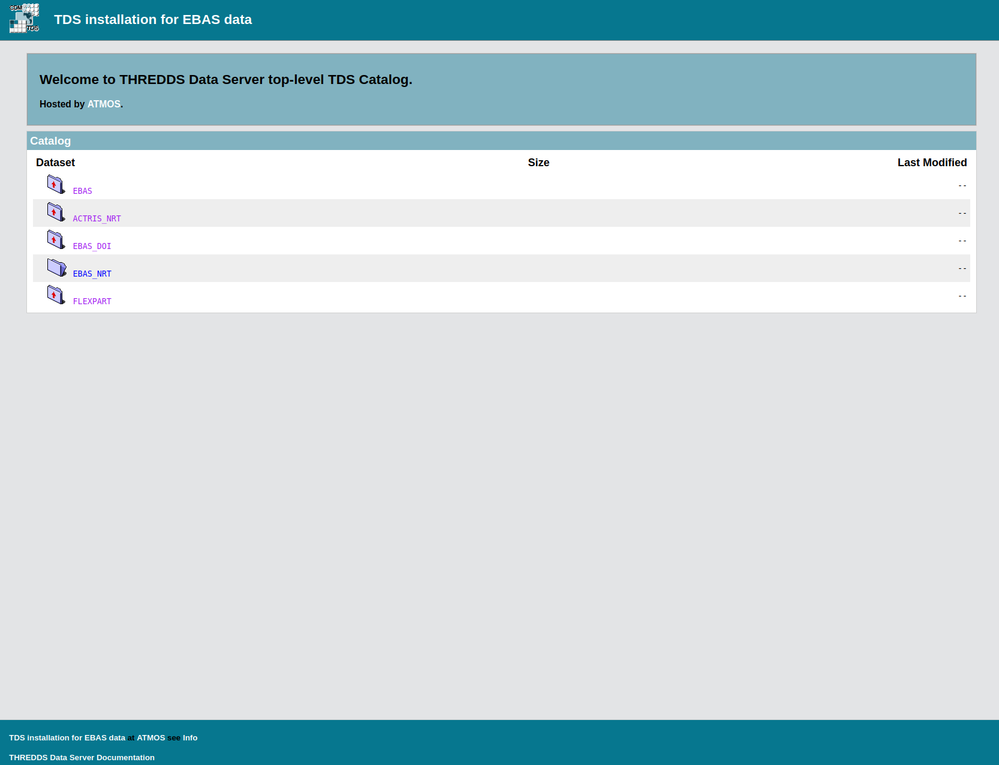 CDM
TDS
TDS installation for EBAS data
Welcome to THREDDS Data Server top-level TDS Catalog.
Hosted by ATMOS.
Catalog
Dataset Size Last Modified
EBAS --
ACTRIS_NRT --
EBAS_DOI --
EBAS_NRT --
FLEXPART --
TDS installation for EBAS data at ATMOS see Info
THREDDS Data Server Documentation